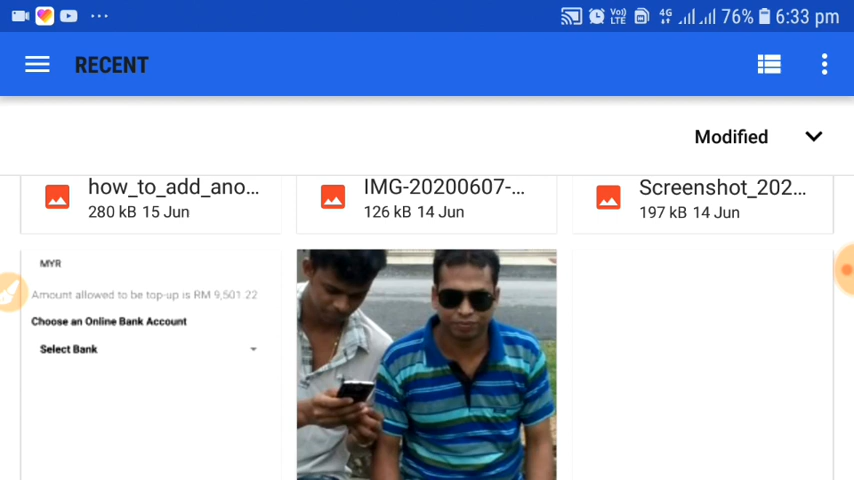 76% 6:33 pm
VoLTE 4G
RECENT
Modified
how_to_add_ano...
280 kB 15 Jun
IMG-20200607-...
126 kB 14 Jun
Screenshot_202...
197 kB 14 Jun
MYR
Amount allowed to be top-up is RM 9,501.22
Choose an Online Bank Account
Select Bank